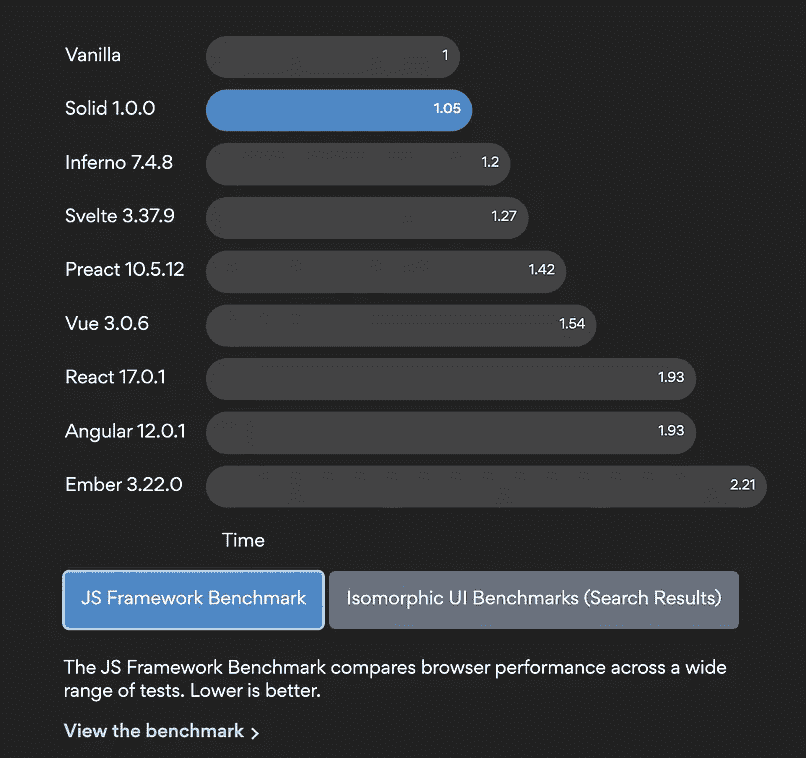 Vanilla 1
Solid 1.0.0 1.05
Inferno 7.4.8 1.2
Svelte 3.37.9 1.27
Preact 10.5.12 1.42
Vue 3.0.6 1.54
React 17.0.1 1.93
Angular 12.0.1 1.93
Ember 3.22.0 2.21
Time
JS Framework Benchmark Isomorphic UI Benchmarks (Search Results)
The JS Framework Benchmark compares browser performance across a wide
range of tests. Lower is better.
View the benchmark